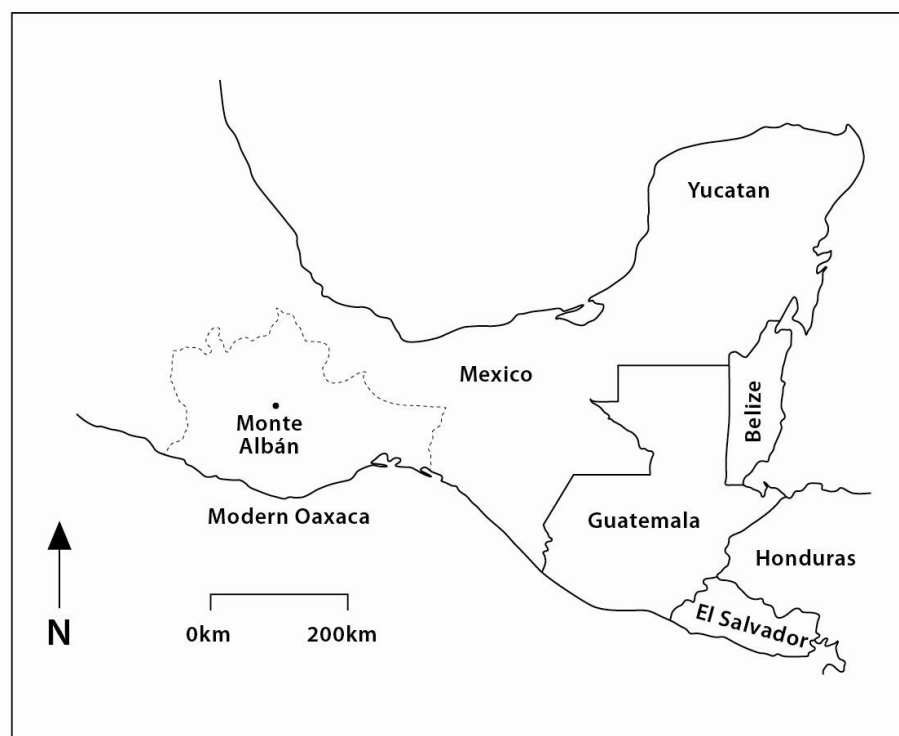 Yucatan
Mexico
Belize
Monte
Albán
Modern Oaxaca
Guatemala
Honduras
El Salvador
N
0km
200km